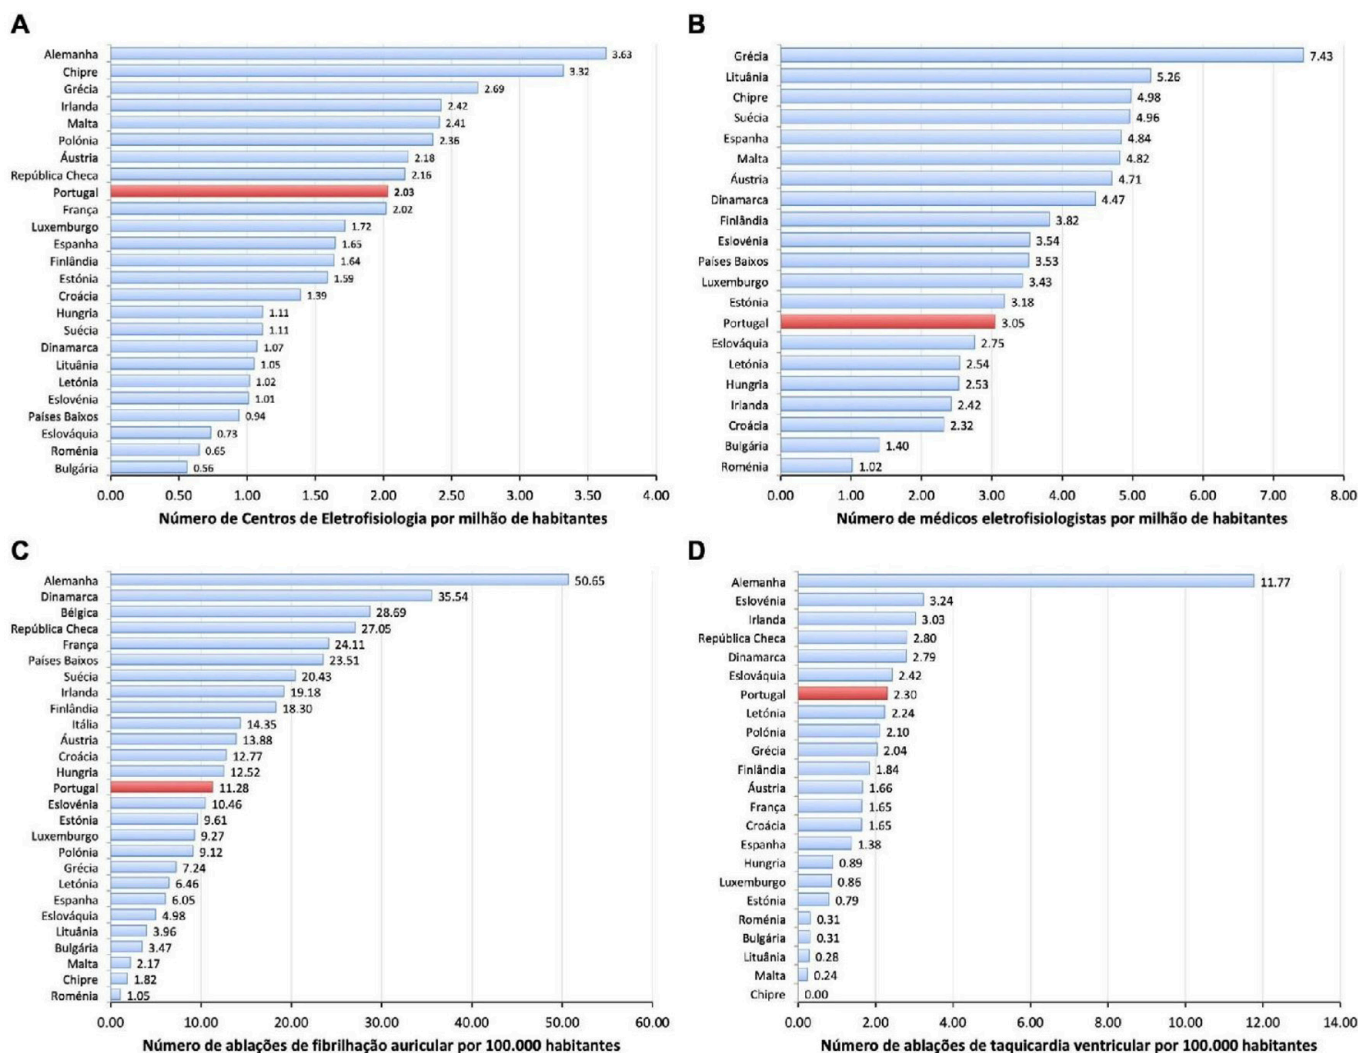 A
Alemanha 3.63
Chipre 3.32
Grécia 2.69
Irlanda 2.42
Malta 2.41
Polónia 2.36
Áustria 2.18
República Checa 2.16
Portugal 2.03
França 2.02
Luxemburgo 1.72
Espanha 1.65
Finlândia 1.64
Estónia 1.59
Croácia 1.39
Hungria 1.11
Suécia 1.11
Dinamarca 1.07
Lituânia 1.05
Letónia 1.02
Eslovénia 1.01
Países Baixos 0.94
Eslováquia 0.73
Roménia 0.65
Bulgária 0.56
0.00 0.50 1.00 1.50 2.00 2.50 3.00 3.50 4.00
Número de Centros de Eletrofisiologia por milhão de habitantes
B
Grécia 7.43
Lituânia 5.26
Chipre 4.98
Suécia 4.96
Espanha 4.84
Malta 4.82
Áustria 4.71
Dinamarca 4.47
Finlândia 3.82
Eslovénia 3.54
Países Baixos 3.53
Luxemburgo 3.43
Estónia 3.18
Portugal 3.05
Eslováquia 2.75
Letónia 2.54
Hungria 2.53
Irlanda 2.42
Croácia 2.32
Bulgária 1.40
Roménia 1.02
0.00 1.00 2.00 3.00 4.00 5.00 6.00 7.00 8.00
Número de médicos eletrofisiologistas por milhão de habitantes
C
Alemanha 50.65
Dinamarca 35.54
Bélgica 28.69
República Checa 27.05
França 24.11
Países Baixos 23.51
Suécia 20.43
Irlanda 19.18
Finlândia 18.30
Itália 14.35
Áustria 13.88
Croácia 12.77
Hungria 12.52
Portugal 11.28
Eslovénia 10.46
Estónia 9.61
Luxemburgo 9.27
Polónia 9.12
Grécia 7.24
Letónia 6.46
Espanha 6.05
Eslováquia 4.98
Lituânia 3.96
Bulgária 3.47
Malta 2.17
Chipre 1.82
Roménia 1.05
0.00 10.00 20.00 30.00 40.00 50.00 60.00
Número de ablações de fibrilhação auricular por 100.000 habitantes
D
Alemanha 11.77
Eslovénia 3.24
Irlanda 3.03
República Checa 2.80
Dinamarca 2.79
Eslováquia 2.42
Portugal 2.30
Letónia 2.24
Polónia 2.10
Grécia 2.04
Finlândia 1.84
Áustria 1.66
França 1.65
Croácia 1.65
Espanha 1.38
Hungria 0.89
Luxemburgo 0.86
Estónia 0.79
Roménia 0.31
Bulgária 0.31
Lituânia 0.28
Malta 0.24
Chipre 0.00
0.00 2.00 4.00 6.00 8.00 10.00 12.00 14.00
Número de ablações de taquicardia ventricular por 100.000 habitantes